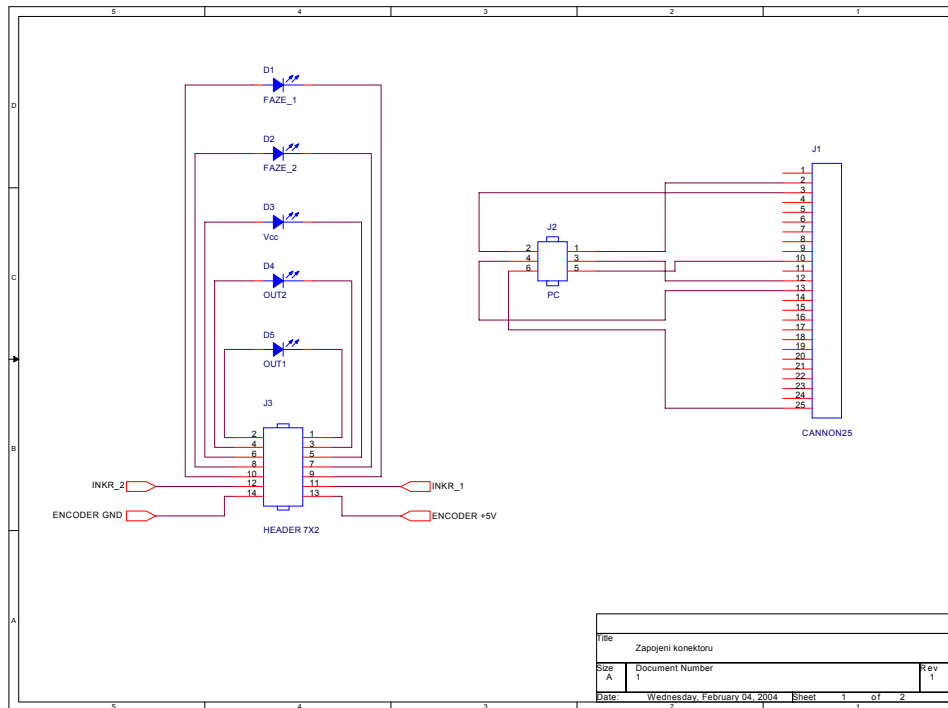 5 4 3 2 1
D
C
B
A
D1
FAZE_1
D2
FAZE_2
D3
Vcc
D4
OUT2
D5
OUT1
J3
2 1
4 3
6 5
8 7
10 9
12 11
14 13
HEADER 7X2
INKR_2
INKR_1
ENCODER GND
ENCODER +5V
J2
2 1
4 3
6 5
PC
J1
1
2
3
4
5
6
7
8
9
10
11
12
13
14
15
16
17
18
19
20
21
22
23
24
25
CANNON25
Title
Zapojeni konektoru
Size Document Number Rev
A 1 1
Date: Wednesday, February 04, 2004 Sheet 1 of 2
5 4 3 2 1